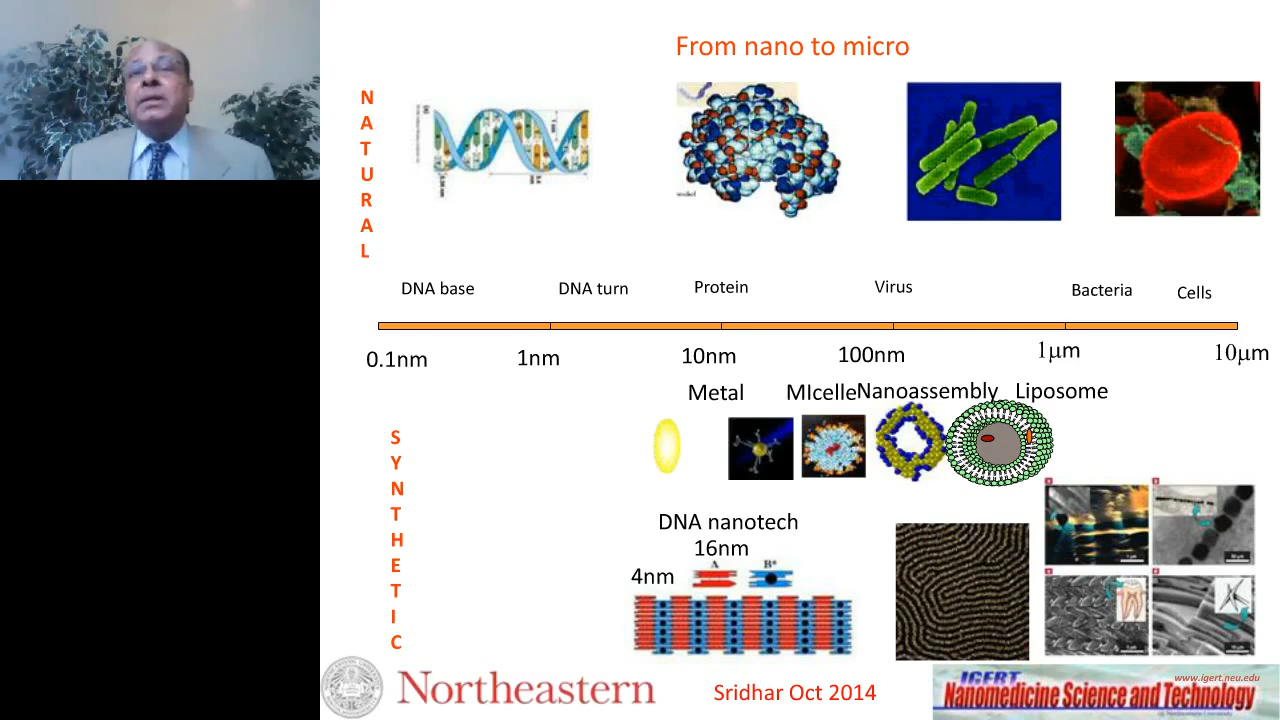 From nano to micro
NATURAL
DNA base DNA turn Protein Virus Bacteria Cells
0.1nm 1nm 10nm 100nm 1µm 10µm
Metal MIcelle Nanoassembly Liposome
SYNTHETIC
DNA nanotech
16nm
4nm A B*
Northeastern
Sridhar Oct 2014
www.igert.neu.edu
IGERT
Nanomedicine Science and Technology